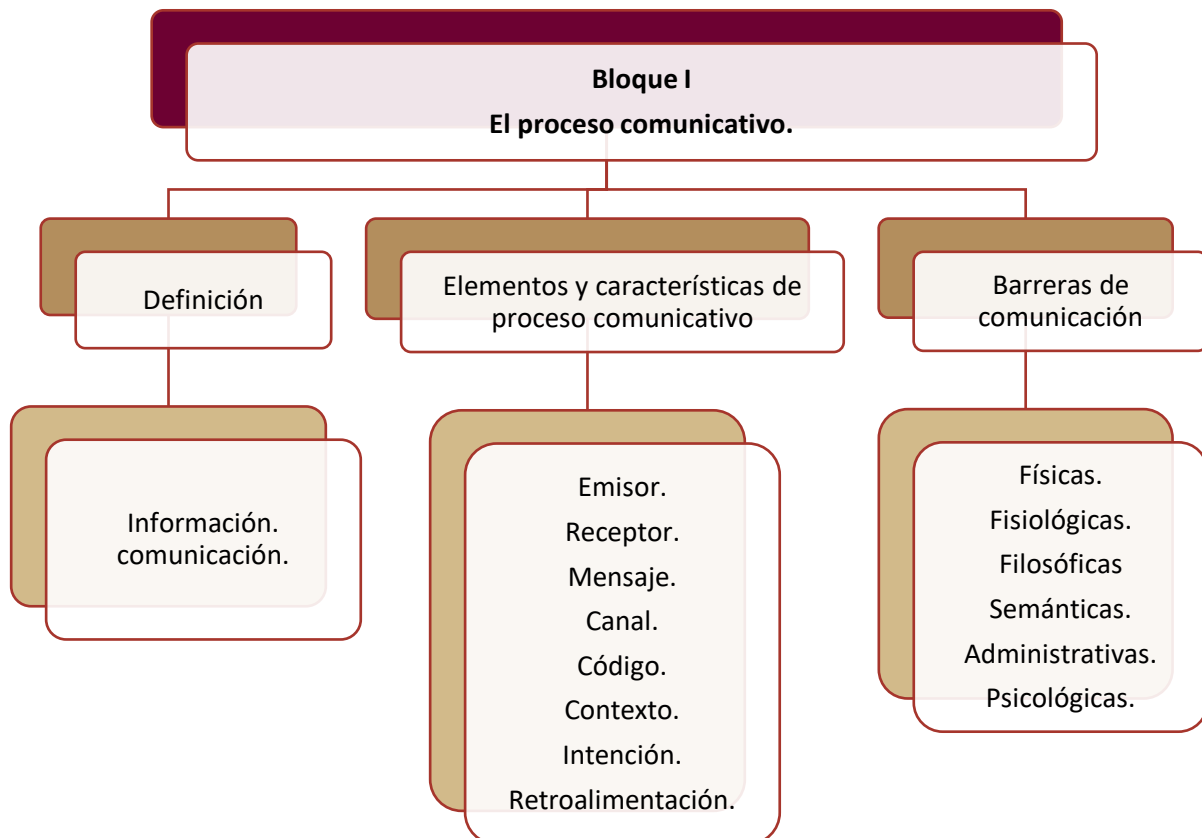 Bloque I
El proceso comunicativo.
Definición
Elementos y características de
proceso comunicativo
Barreras de
comunicación
Información.
comunicación.
Emisor.
Receptor.
Mensaje.
Canal.
Código.
Contexto.
Intención.
Retroalimentación.
Físicas.
Fisiológicas.
Filosóficas
Semánticas.
Administrativas.
Psicológicas.